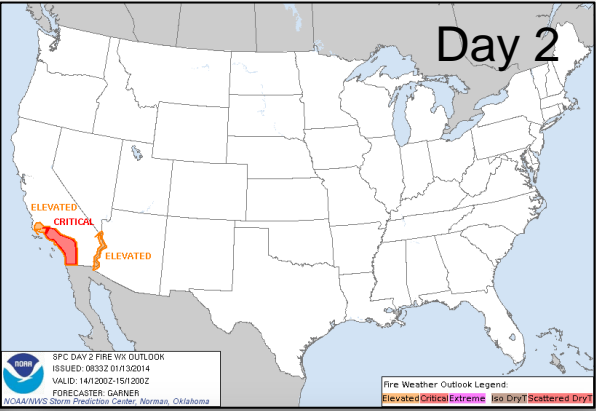 Day 2
ELEVATED
CRITICAL
ELEVATED
NOAA
SPC DAY 2 FIRE WX OUTLOOK
ISSUED: 0833Z 01/13/2014
VALID: 14/1200Z-15/1200Z
FORECASTER: GARNER
NOAA/NWS Storm Prediction Center, Norman, Oklahoma
Fire Weather Outlook Legend:
Elevated Critical Extreme Iso DryT Scattered DryT